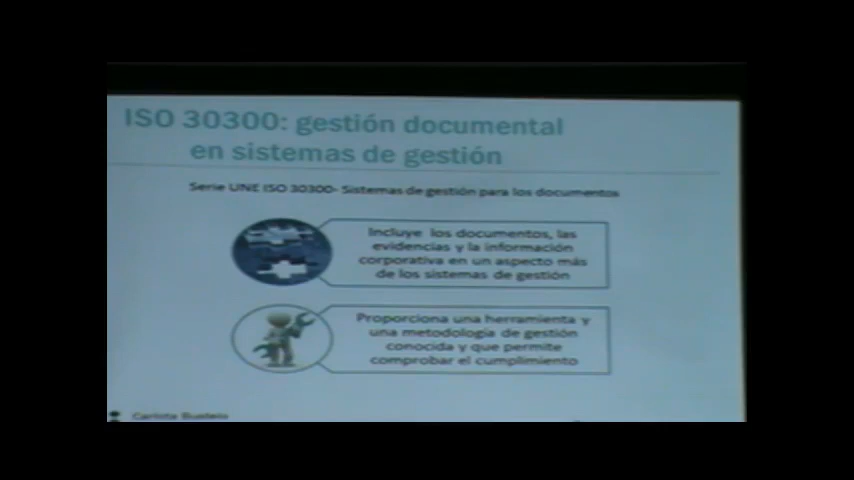 ISO 30300: gestión documental
en sistemas de gestión
Serie UNE ISO 30300- Sistemas de gestión para los documentos
Incluye los documentos, las
evidencias y la información
corporativa en un aspecto más
de los sistemas de gestión
Proporciona una herramienta y
una metodología de gestión
conocida y que permite
comprobar el cumplimiento
Carlota Bustelo